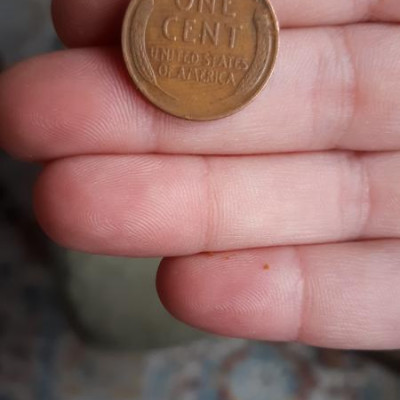 ONE
CENT
UNITED STATES
OF AMERICA